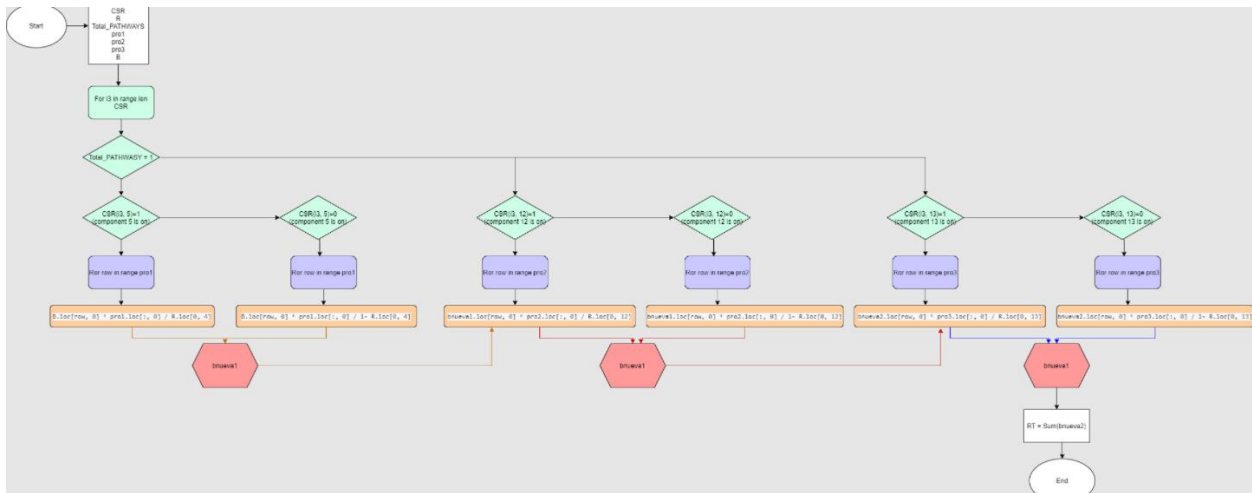 Start
CSR
R
Total_PATHWAYS
pro1
pro2
pro3
B
For i3 in range len
CSR
Total_PATHWASY = 1
CSR(i3, 5)=1
(component 5 is on)
CSR(i3, 5)=0
(component 5 is on)
CSR(i3, 12)=1
(component 12 is on)
CSR(i3, 12)=0
(component 12 is on)
CSR(i3, 13)=1
(component 13 is on)
CSR(i3, 13)=0
(component 13 is on)
Ror row in range pro1
Ror row in range pro1
Ror row in range pro2
Ror row in range pro2
Ror row in range pro3
Ror row in range pro3
B.loc[row, 0] * pro1.loc[:, 0] / R.loc[0, 4]
B.loc[row, 0] * pro1.loc[:, 0] / 1- R.loc[0, 4]
bnueva1.loc[row, 0] * pro2.loc[:, 0] / R.loc[0, 12]
bnueva1.loc[row, 0] * pro2.loc[:, 0] / 1- R.loc[0, 12]
bnueva2.loc[row, 0] * pro3.loc[:, 0] / R.loc[0, 13]
bnueva2.loc[row, 0] * pro3.loc[:, 0] / 1- R.loc[0, 13]
bnueva1
bnueva1
bnueva1
RT = Sum(bnueva2)
End